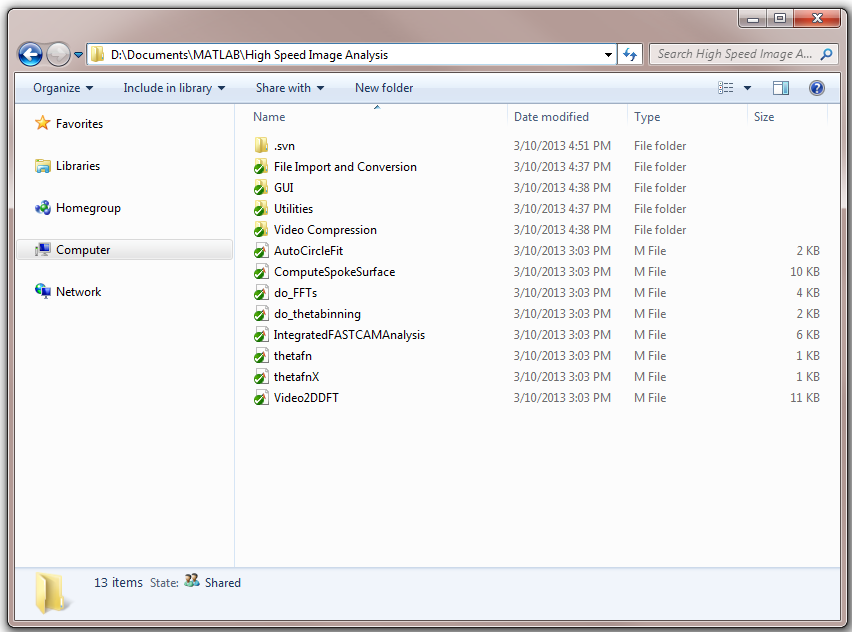 D:\Documents\MATLAB\High Speed Image Analysis Search High Speed Image A...
Organize Include in library Share with New folder
Favorites
Libraries
Homegroup
Computer
Network
Name Date modified Type Size
.svn 3/10/2013 4:51 PM File folder
File Import and Conversion 3/10/2013 4:37 PM File folder
GUI 3/10/2013 4:38 PM File folder
Utilities 3/10/2013 4:37 PM File folder
Video Compression 3/10/2013 4:38 PM File folder
AutoCircleFit 3/10/2013 3:03 PM M File 2 KB
ComputeSpokeSurface 3/10/2013 3:03 PM M File 10 KB
do_FFTs 3/10/2013 3:03 PM M File 4 KB
do_thetabinning 3/10/2013 3:03 PM M File 2 KB
IntegratedFASTCAMAnalysis 3/10/2013 3:03 PM M File 6 KB
thetafn 3/10/2013 3:03 PM M File 1 KB
thetafnX 3/10/2013 3:03 PM M File 1 KB
Video2DDFT 3/10/2013 3:03 PM M File 11 KB
13 items State: Shared